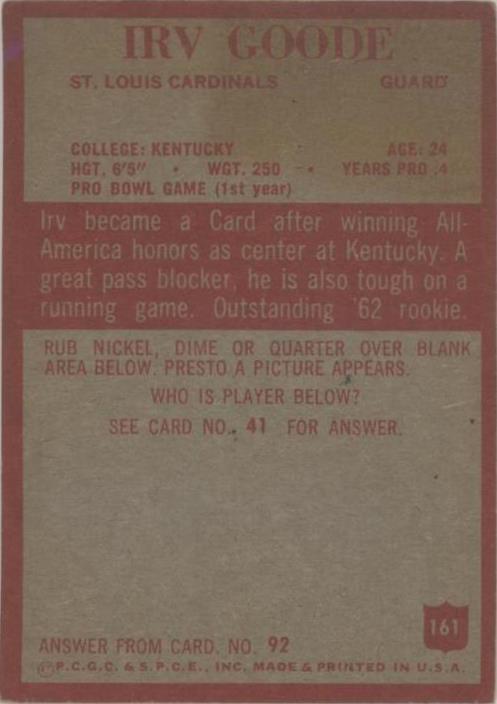 IRV GOODE
ST. LOUIS CARDINALS GUARD
COLLEGE: KENTUCKY AGE: 24
HGT. 6'5" • WGT. 250 • YEARS PRO 4
PRO BOWL GAME (1st year)
Irv became a Card after winning All-
America honors as center at Kentucky. A
great pass blocker, he is also tough on a
running game. Outstanding '62 rookie.
RUB NICKEL, DIME OR QUARTER OVER BLANK
AREA BELOW. PRESTO A PICTURE APPEARS.
WHO IS PLAYER BELOW?
SEE CARD NO. 41 FOR ANSWER.
161
ANSWER FROM CARD. NO. 92
©P.C.G.C. & S.P.C.E., INC. MADE & PRINTED IN U.S.A.